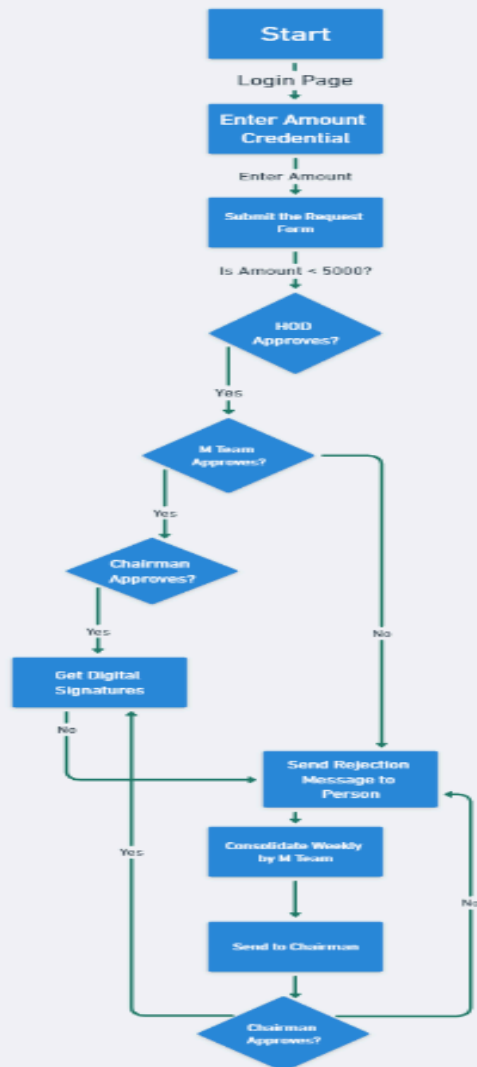 Start
Login Page
Enter Amount
Credential
Enter Amount
Submit the Request
Form
Is Amount < 5000?
HOD
Approves?
Yes
M Team
Approves?
Yes
Chairman
Approves?
Yes
No
Get Digital
Signatures
No
Send Rejection
Message to
Person
Consolidate Weekly
by M Team
Yes
No
Send to Chairman
Chairman
Approves?